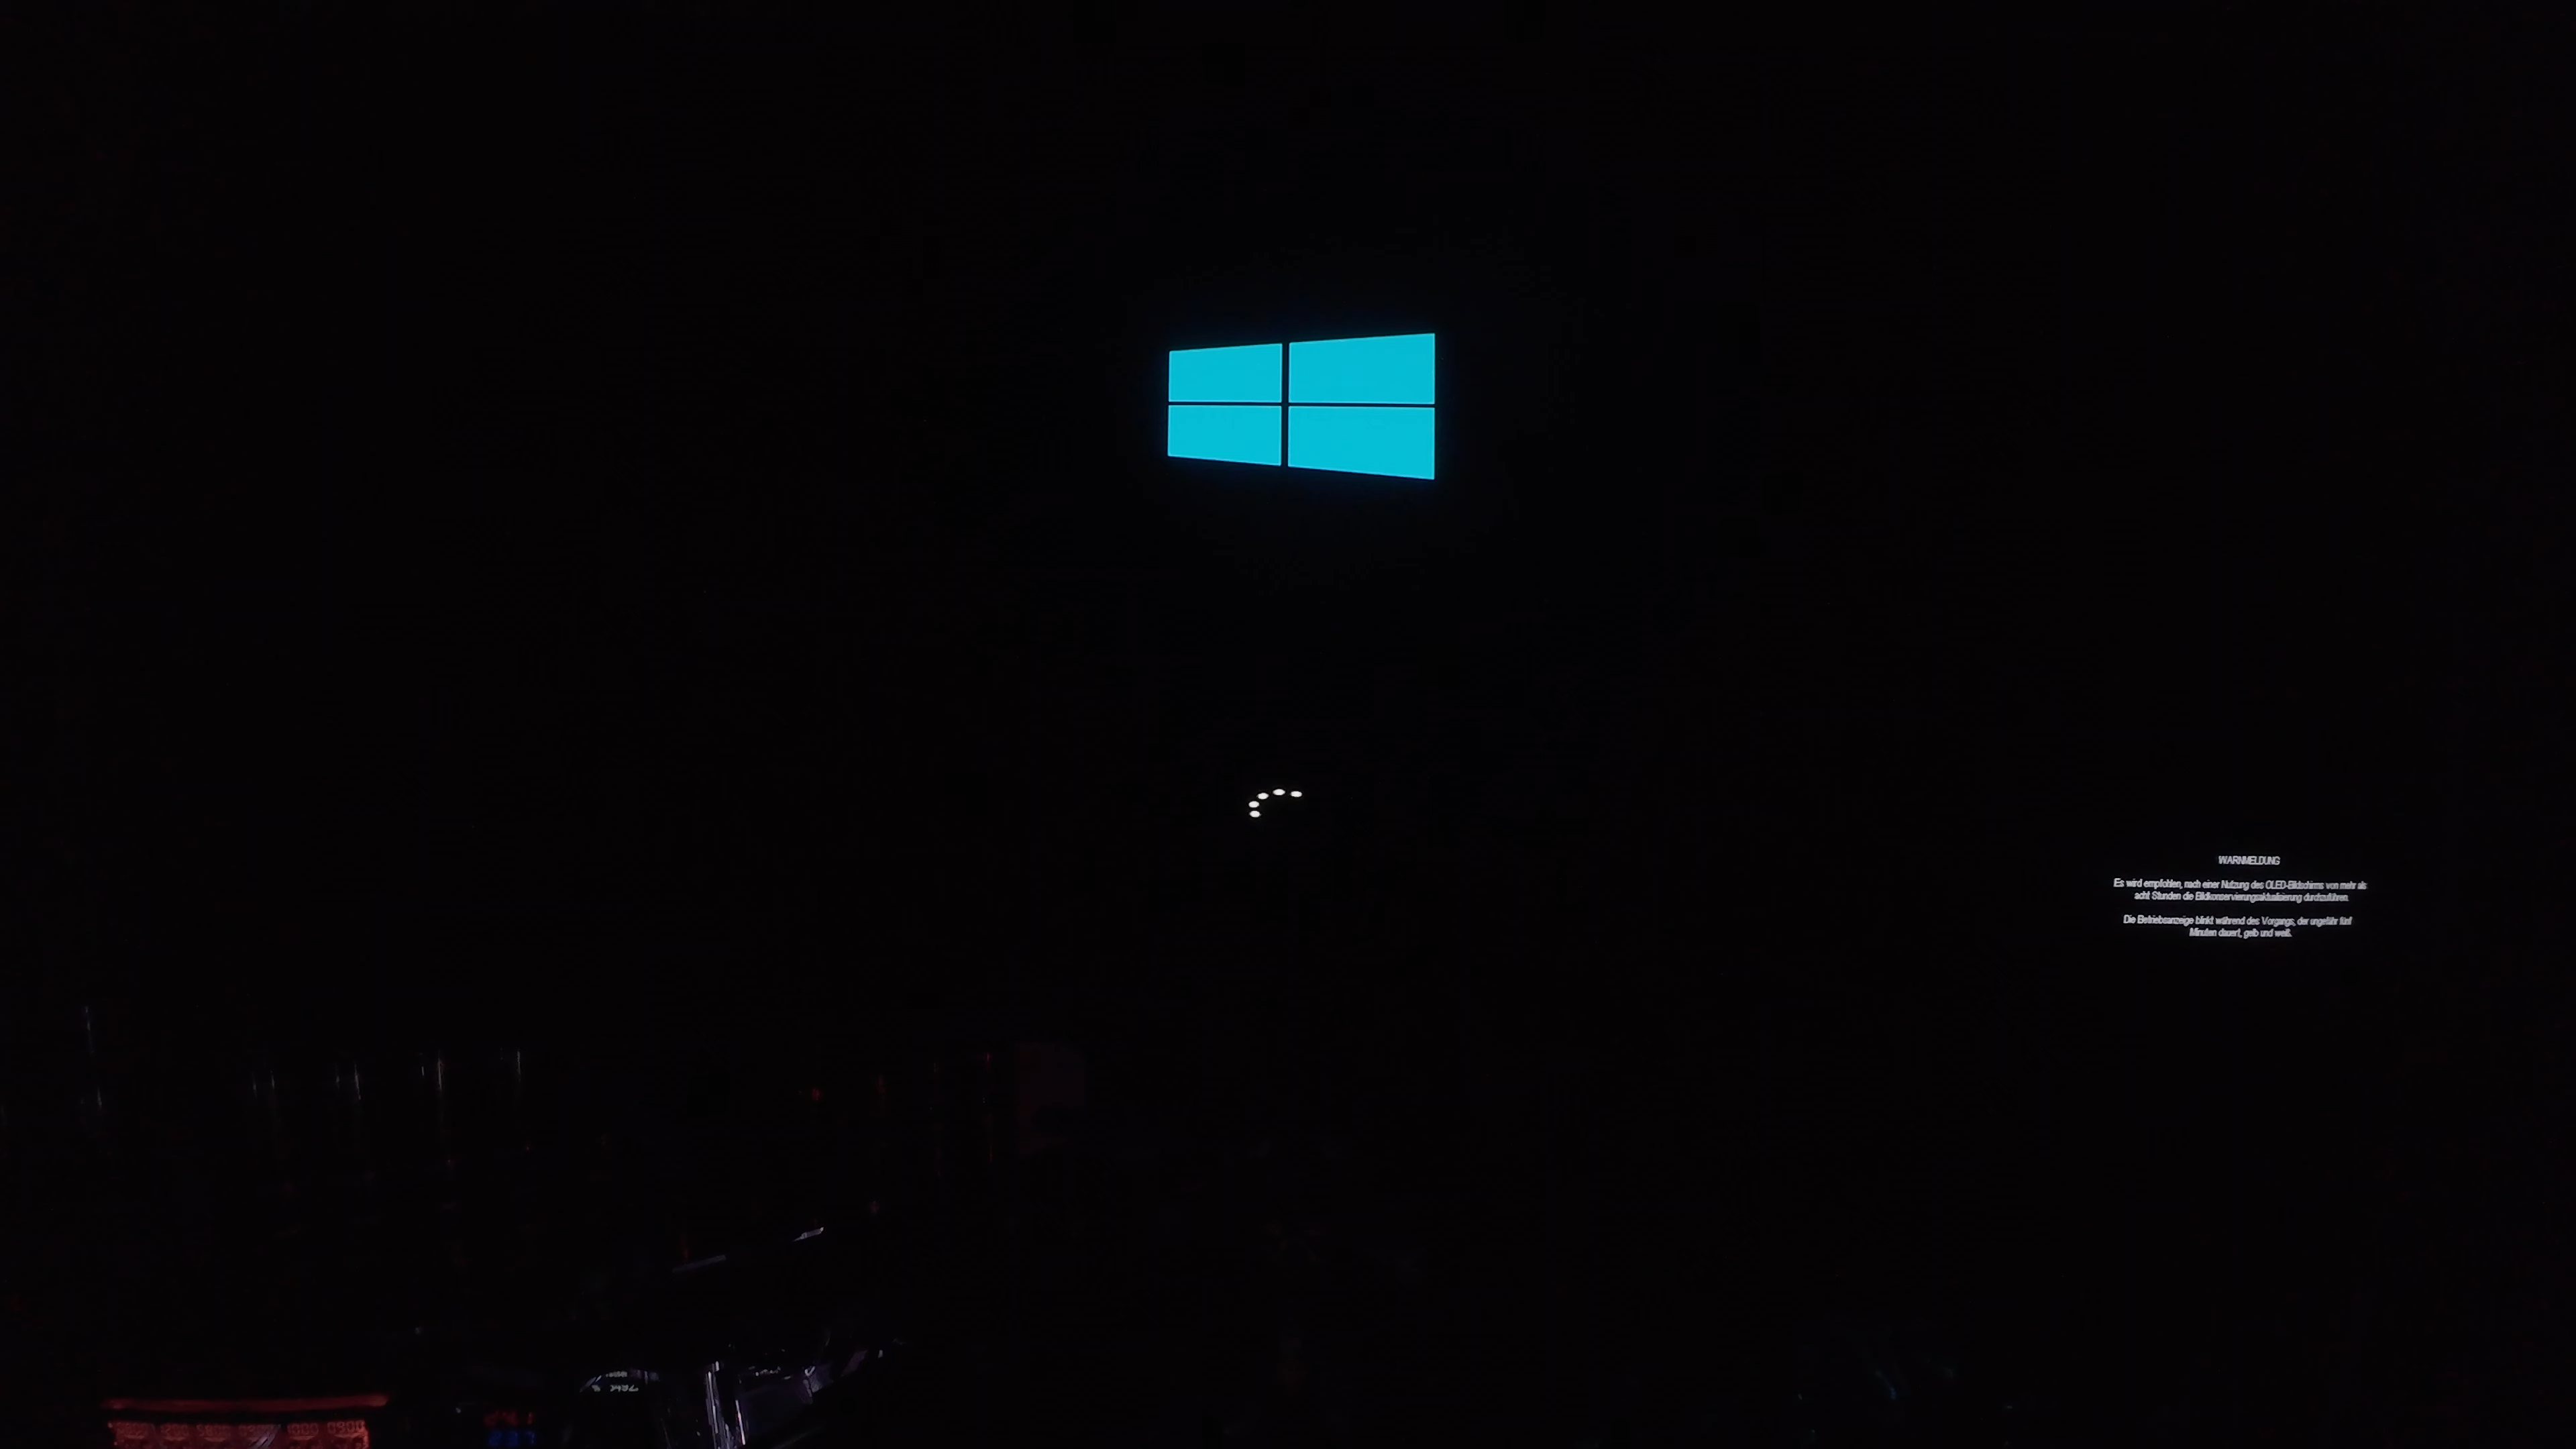 WARNMELDUNG
Es wird empfohlen, nach einer Nutzung des OLED-Bildschirms von mehr als
acht Stunden die Bildkonservierungsaktualisierung durchzuführen.
Die Betriebsanzeige blinkt während des Vorgangs, der ungefähr fünf
Minuten dauert, gelb und weiß.